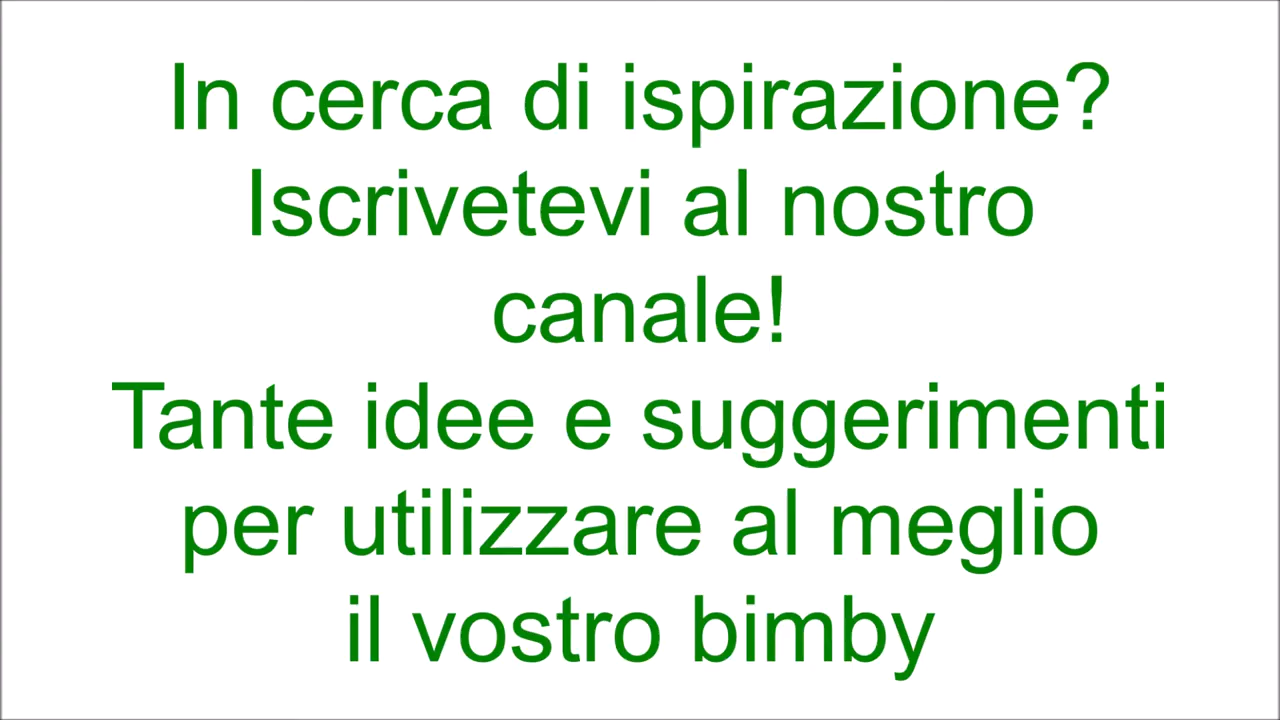 In cerca di ispirazione?
Iscrivetevi al nostro
canale!
Tante idee e suggerimenti
per utilizzare al meglio
il vostro bimby